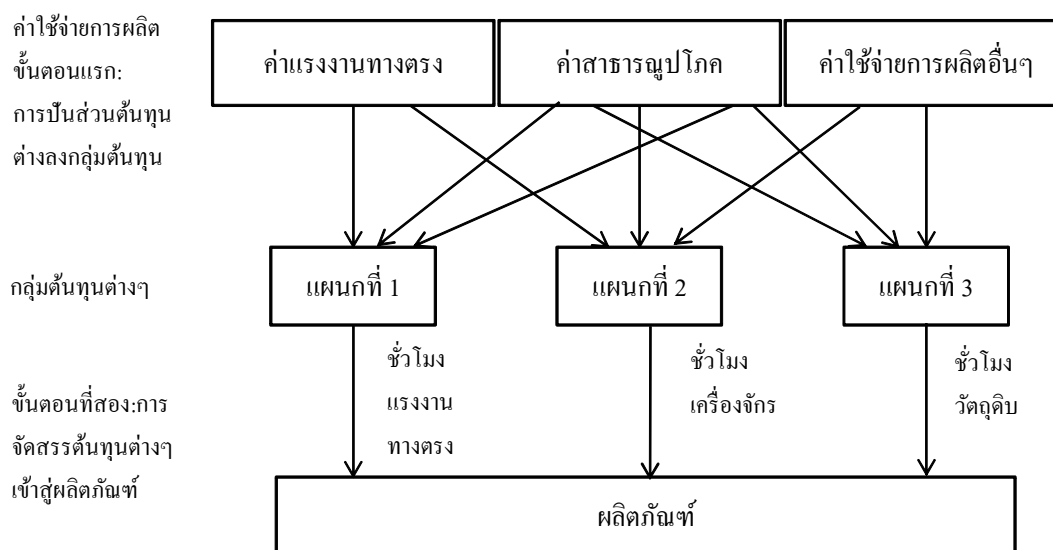 ค่าใช้จ่ายการผลิต
ขั้นตอนแรก:
การปันส่วนต้นทุน
ต่างลงกลุ่มต้นทุน
ค่าแรงงานทางตรง
ค่าสาธารณูปโภค
ค่าใช้จ่ายการผลิตอื่นๆ
กลุ่มต้นทุนต่างๆ
แผนกที่ 1
แผนกที่ 2
แผนกที่ 3
ขั้นตอนที่สอง:การ
จัดสรรต้นทุนต่างๆ
เข้าสู่ผลิตภัณฑ์
ชั่วโมง
แรงงาน
ทางตรง
ชั่วโมง
เครื่องจักร
ชั่วโมง
วัตถุดิบ
ผลิตภัณฑ์